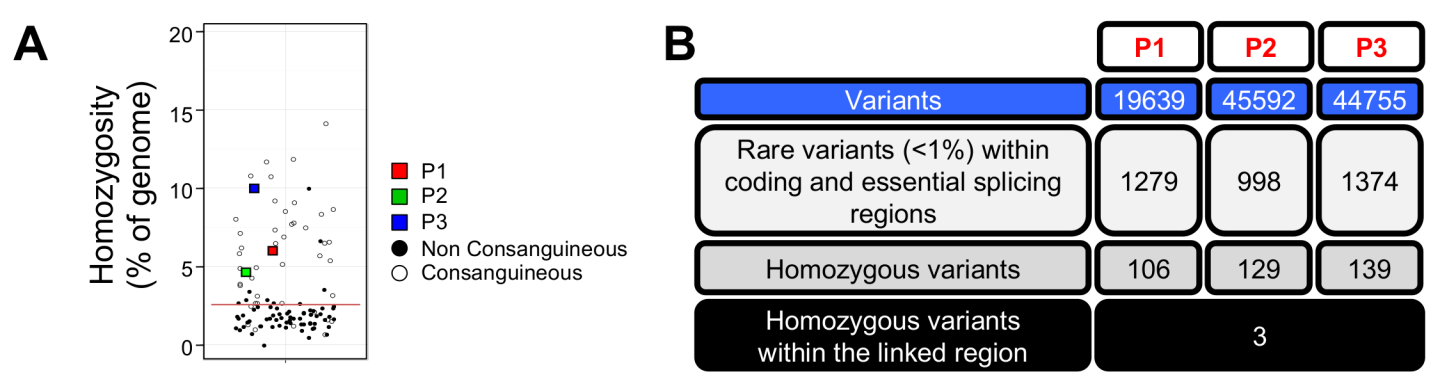 A
Homozygosity
(% of genome)
20
15
10
5
0
P1
P2
P3
Non Consanguineous
Consanguineous
B
P1 P2 P3
Variants 19639 45592 44755
Rare variants (<1%) within
coding and essential splicing
regions
1279 998 1374
Homozygous variants 106 129 139
Homozygous variants
within the linked region
3